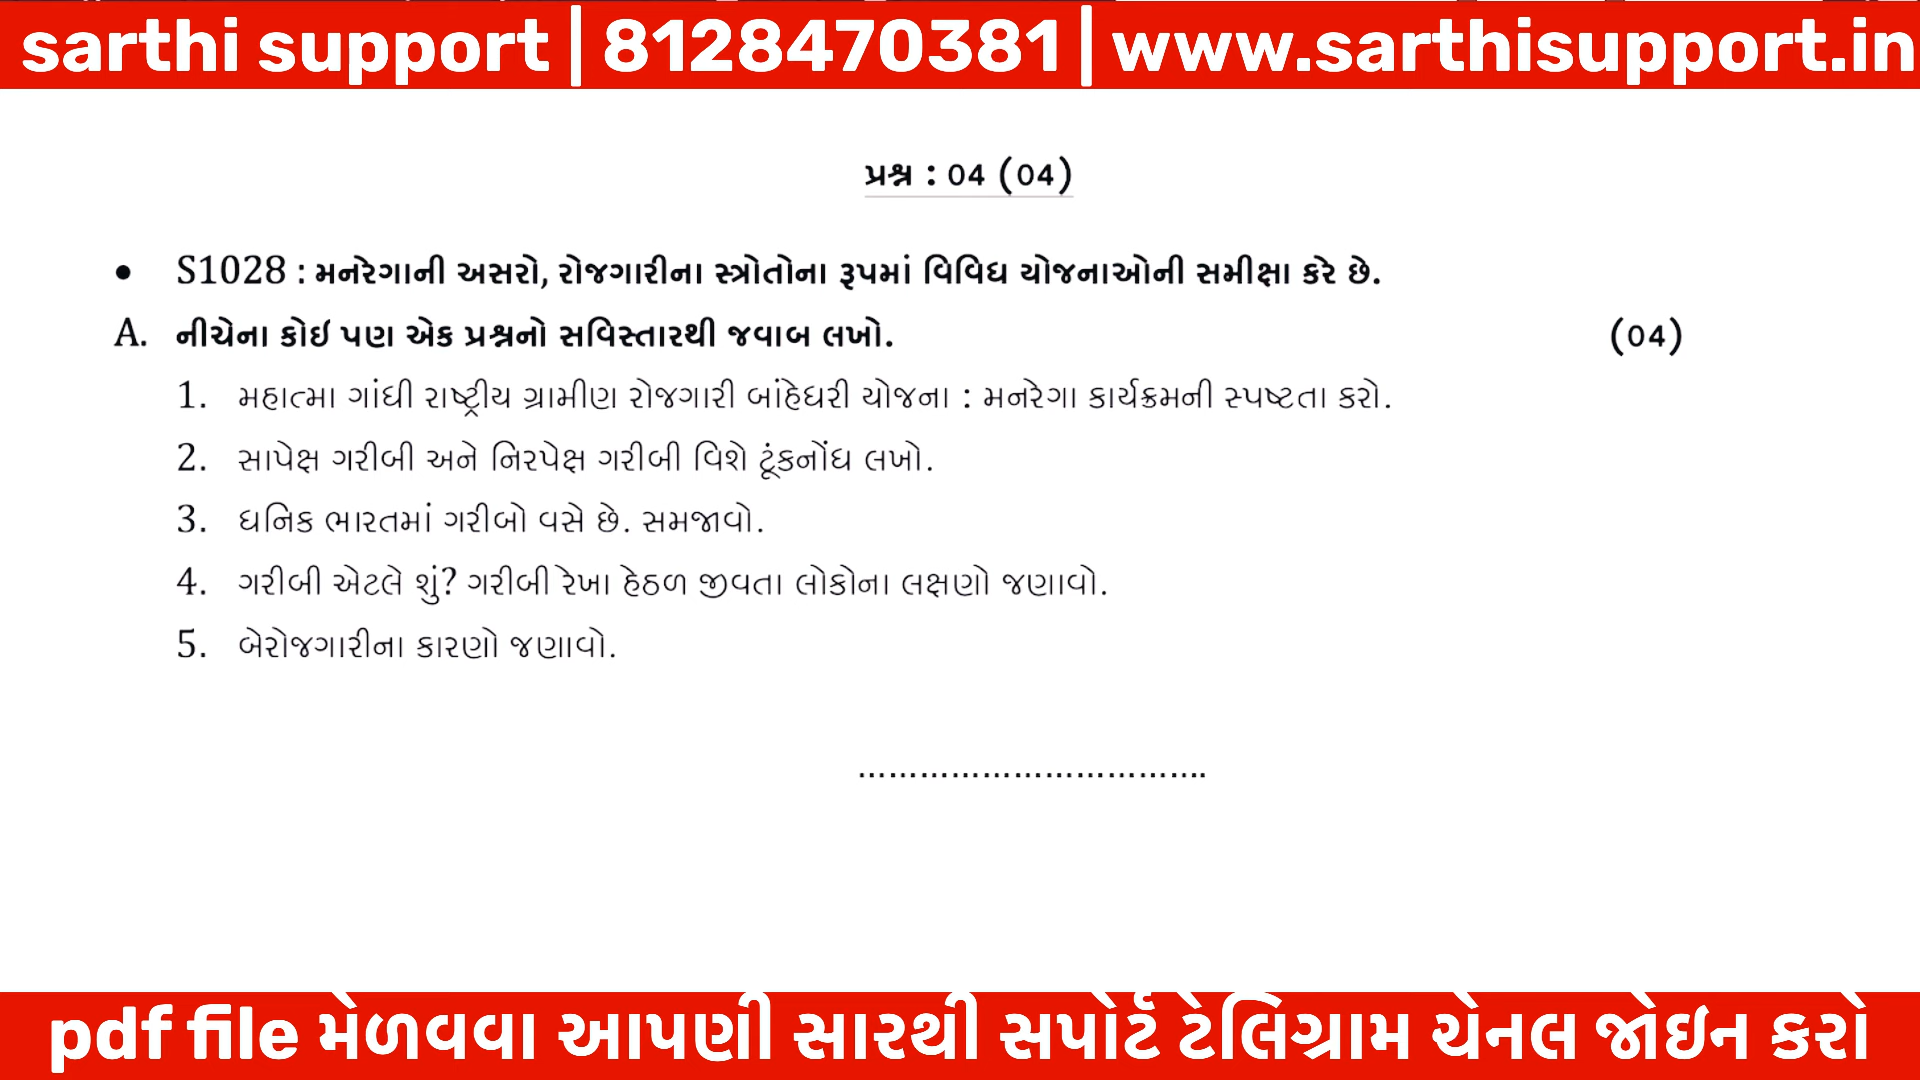 sarthi support | 8128470381 | www.sarthisupport.in
પ્રશ્ન : 04 (04)
• S1028 : મનરેગાની અસરો, રોજગારીના સ્ત્રોતોના રૂપમાં વિવિધ યોજનાઓની સમીક્ષા કરે છે.
A. નીચેના કોઈ પણ એક પ્રશ્નનો સવિસ્તારથી જવાબ લખો. (04)
1. મહાત્મા ગાંધી રાષ્ટ્રીય ગ્રામીણ રોજગારી બાંહેધરી યોજના : મનરેગા કાર્યક્રમની સ્પષ્ટતા કરો.
2. સાપેક્ષ ગરીબી અને નિરપેક્ષ ગરીબી વિશે ટૂંકનોંધ લખો.
3. ધનિક ભારતમાં ગરીબો વસે છે. સમજાવો.
4. ગરીબી એટલે શું? ગરીબી રેખા હેઠળ જીવતા લોકોના લક્ષણો જણાવો.
5. બેરોજગારીના કારણો જણાવો.
…………………………….
pdf file મેળવવા આપણી સારથી સપોર્ટ ટેલિગ્રામ ચેનલ જોઇન કરો